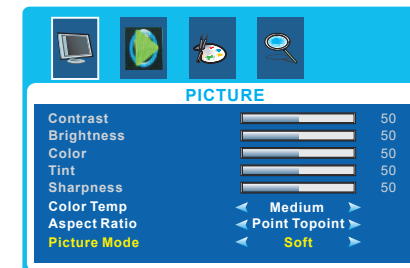 PICTURE
Contrast 50
Brightness 50
Color 50
Tint 50
Sharpness 50
Color Temp Medium
Aspect Ratio Point Topoint
Picture Mode Soft